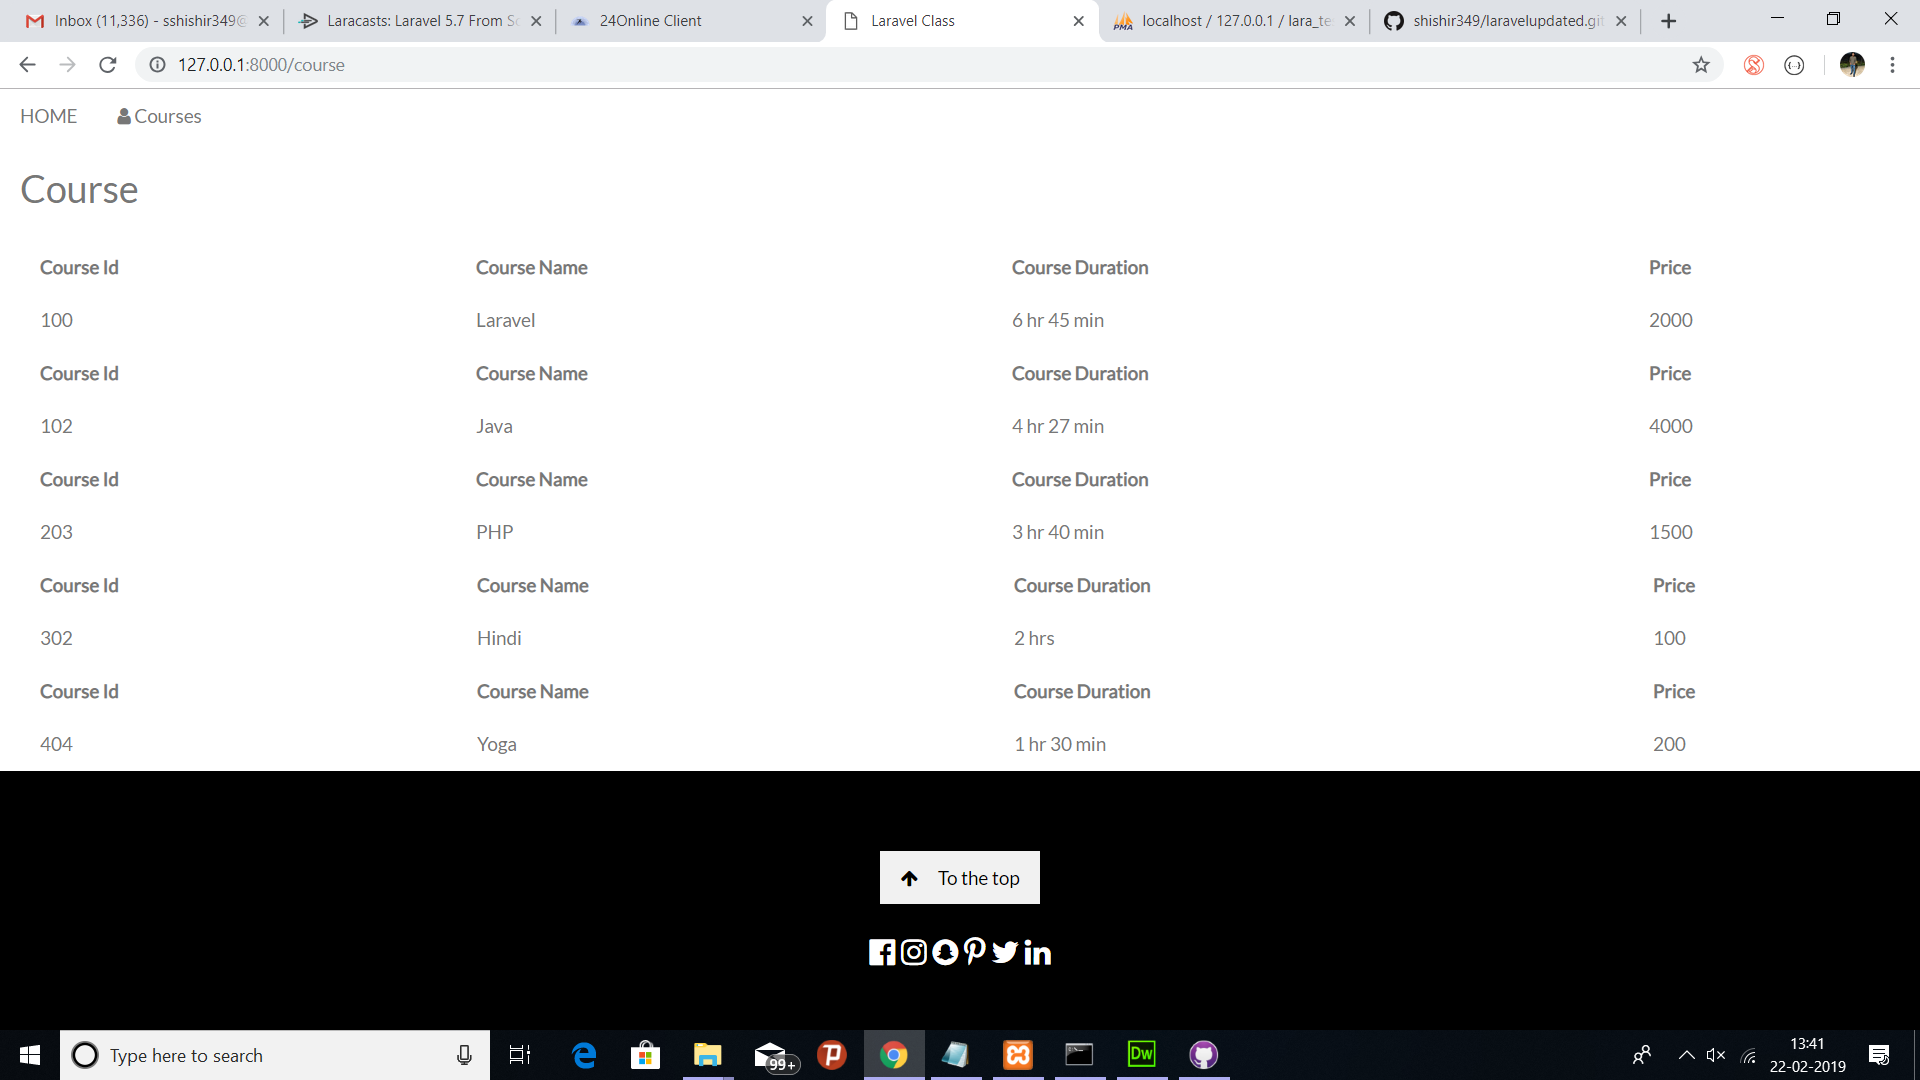 Inbox (11,336) - sshishir349@
Laracasts: Laravel 5.7 From Sc
24Online Client
Laravel Class
localhost / 127.0.0.1 / lara_te
shishir349/laravelupdated.git
127.0.0.1:8000/course
HOME Courses
Course
Course Id Course Name Course Duration Price
100 Laravel 6 hr 45 min 2000
Course Id Course Name Course Duration Price
102 Java 4 hr 27 min 4000
Course Id Course Name Course Duration Price
203 PHP 3 hr 40 min 1500
Course Id Course Name Course Duration Price
302 Hindi 2 hrs 100
Course Id Course Name Course Duration Price
404 Yoga 1 hr 30 min 200
To the top
Type here to search
99+
Dw
13:41
22-02-2019